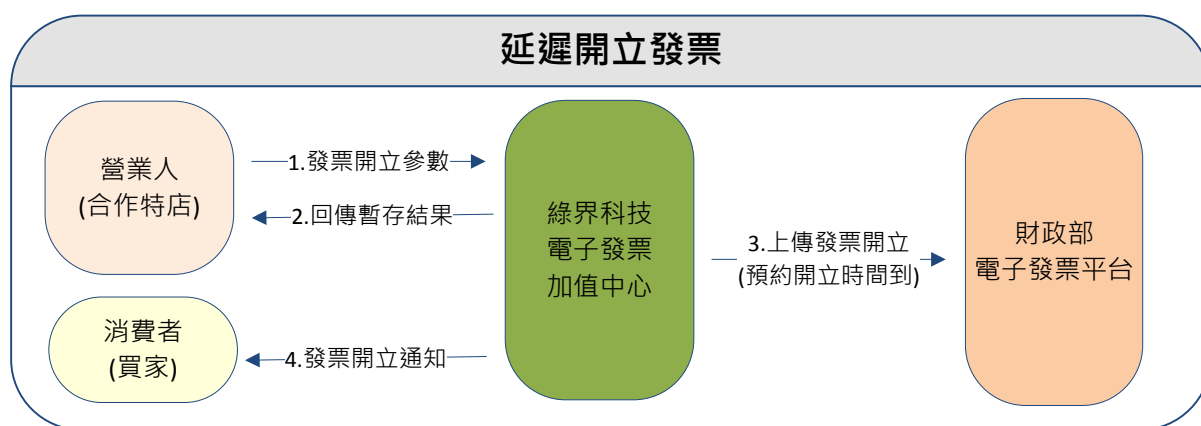 延遲開立發票
營業人
(合作特店)
1.發票開立參數
2.回傳暫存結果
綠界科技
電子發票
加值中心
3.上傳發票開立
(預約開立時間到)
財政部
電子發票平台
消費者
(買家)
4.發票開立通知